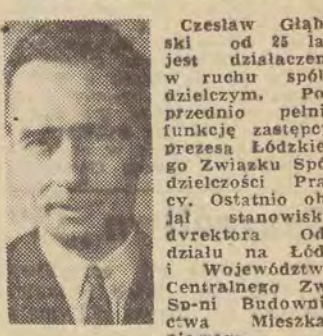 Czesław Głąb
ski od 25 la
jest działaczem
w ruchu spół
dzielczym. Po
przednio pełni
funkcję zastępc
prezesa Łódzkie
go Związku Spó
dzielczości Pra
cy. Ostatnio ob
jął stanowisk
dyrektora Od
działu na Łód
i Województw
Centralnego Zw
Sp-ni Budowni
ctwa Mieszka